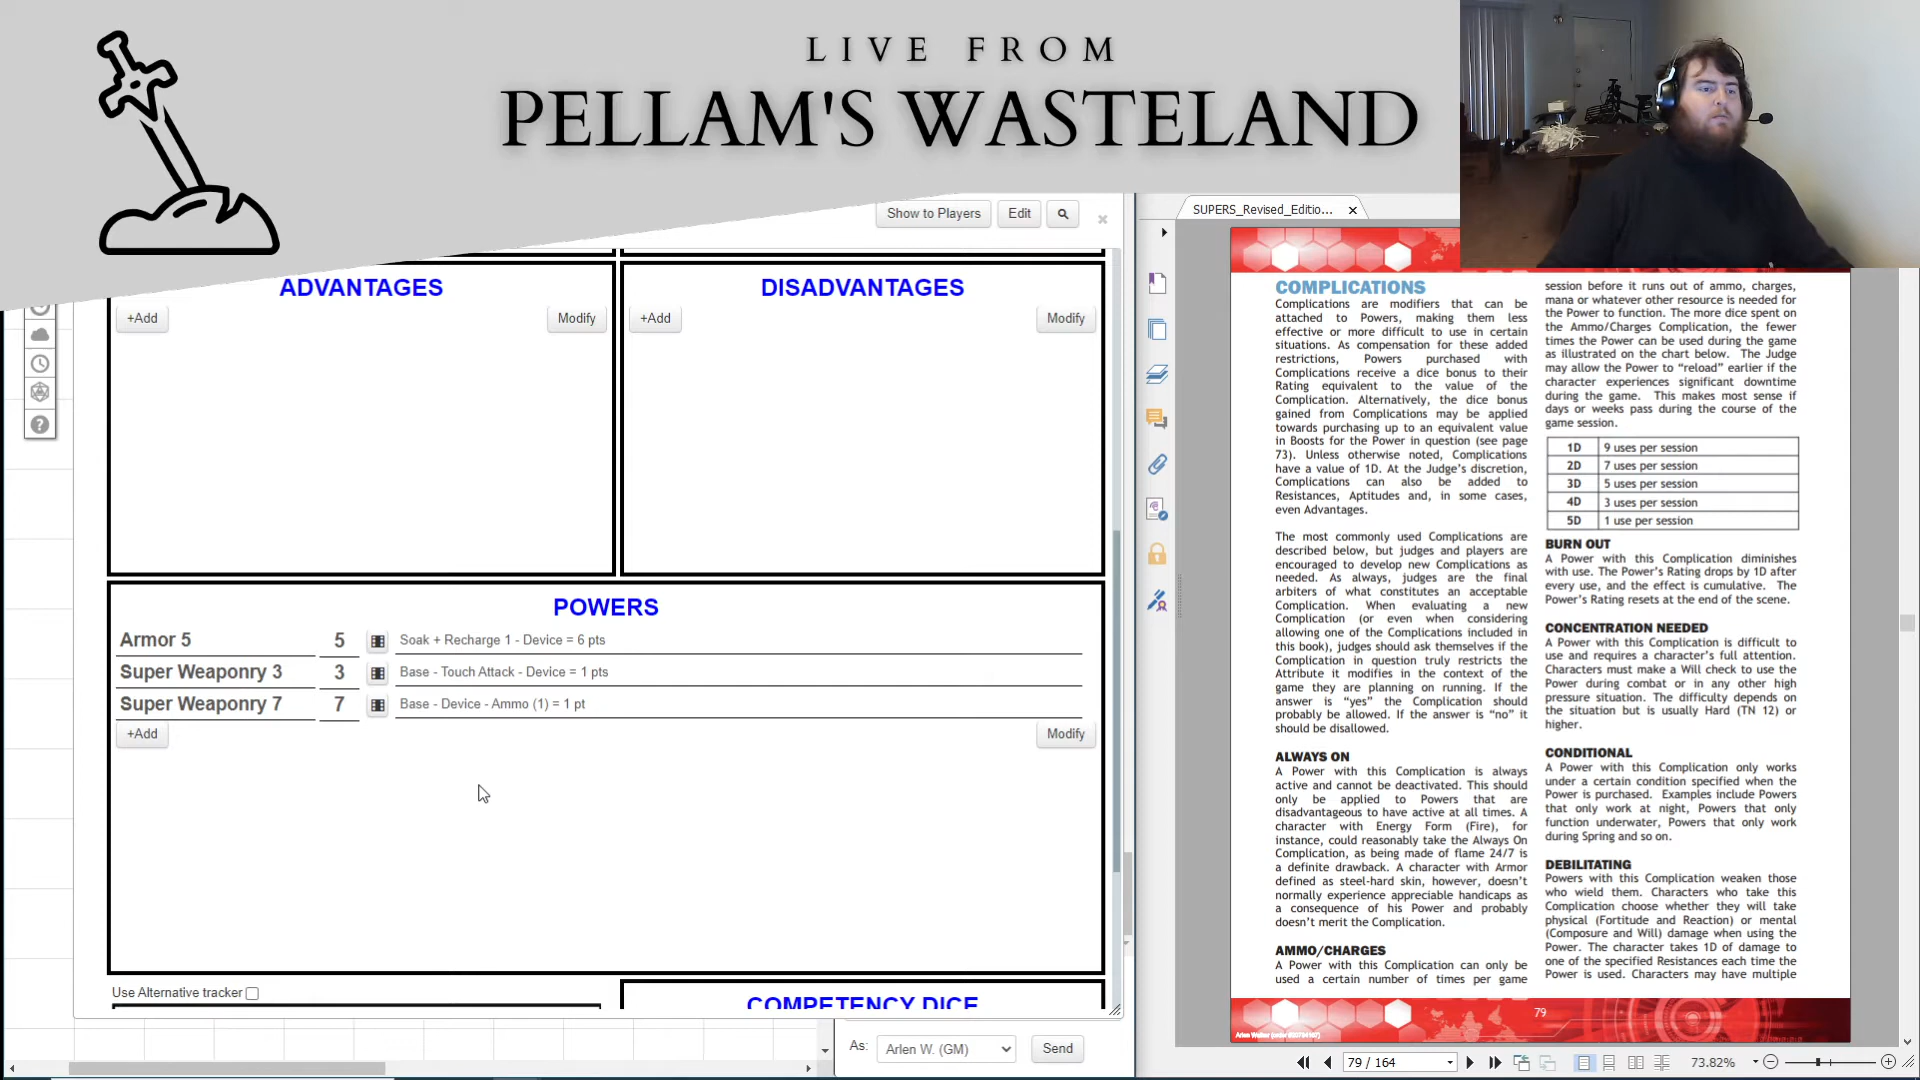 LIVE FROM
PELLAM'S WASTELAND
Show to Players
Edit
ADVANTAGES
+Add
Modify
DISADVANTAGES
+Add
Modify
POWERS
Armor 5
5
Soak + Recharge 1 - Device = 6 pts
Super Weaponry 3
3
Base - Touch Attack - Device = 1 pts
Super Weaponry 7
7
Base - Device - Ammo (1) = 1 pt
+Add
Modify
Use Alternative tracker
COMPETENCY DICE
As:
Arlen W. (GM)
Send
SUPERS_Revised_Editio...
COMPLICATIONS
Complications are modifiers that can be
attached to Powers, making them less
effective or more difficult to use in certain
situations. As compensation for these added
restrictions, Powers purchased with
Complications receive a dice bonus to their
Rating equivalent to the value of the
Complication. Alternatively, the dice bonus
gained from Complications may be applied
towards purchasing up to an equivalent value
in Boosts for the Power in question (see page
73). Unless otherwise noted, Complications
have a value of 1D. At the Judge's discretion,
Complications can also be added to
Resistances, Aptitudes and, in some cases,
even Advantages.
The most commonly used Complications are
described below, but judges and players are
encouraged to develop new Complications as
needed. As always, judges are the final
arbiters of what constitutes an acceptable
Complication. When evaluating a new
Complication (or even when considering
allowing one of the Complications included in
this book), judges should ask themselves if the
Complication in question truly restricts the
Attribute it modifies in the context of the
game they are planning on running. If the
answer is “yes” the Complication should
probably be allowed. If the answer is “no” it
should be disallowed.
ALWAYS ON
A Power with this Complication is always
active and cannot be deactivated. This should
only be applied to Powers that are
disadvantageous to have active at all times. A
character with Energy Form (Fire), for
instance, could reasonably take the Always On
Complication, as being made of flame 24/7 is
a definite drawback. A character with Armor
defined as steel-hard skin, however, doesn't
normally experience appreciable handicaps as
a consequence of his Power and probably
doesn't merit the Complication.
AMMO/CHARGES
A Power with this Complication can only be
used a certain number of times per game
session before it runs out of ammo, charges,
mana or whatever other resource is needed for
the Power to function. The more dice spent on
the Ammo/Charges Complication, the fewer
times the Power can be used during the game
as illustrated on the chart below. The Judge
may allow the Power to “reload” earlier if the
character experiences significant downtime
during the game. This makes most sense if
days or weeks pass during the course of the
game session.
1D 9 uses per session
2D 7 uses per session
3D 5 uses per session
4D 3 uses per session
5D 1 use per session
BURN OUT
A Power with this Complication diminishes
with use. The Power's Rating drops by 1D after
every use, and the effect is cumulative. The
Power's Rating resets at the end of the scene.
CONCENTRATION NEEDED
A Power with this Complication is difficult to
use and requires a character's full attention.
Characters must make a Will check to use the
Power during combat or in any other high
pressure situation. The difficulty depends on
the situation but is usually Hard (TN 12) or
higher.
CONDITIONAL
A Power with this Complication only works
under a certain condition specified when the
Power is purchased. Examples include Powers
that only work at night, Powers that only
function underwater, Powers that only work
during Spring and so on.
DEBILITATING
Powers with this Complication weaken those
who wield them. Characters who take this
Complication choose whether they will take
physical (Fortitude and Reaction) or mental
(Composure and Will) damage when using the
Power. The character takes 1D of damage to
one of the specified Resistances each time the
Power is used. Characters may have multiple
79
79 / 164
73.82%